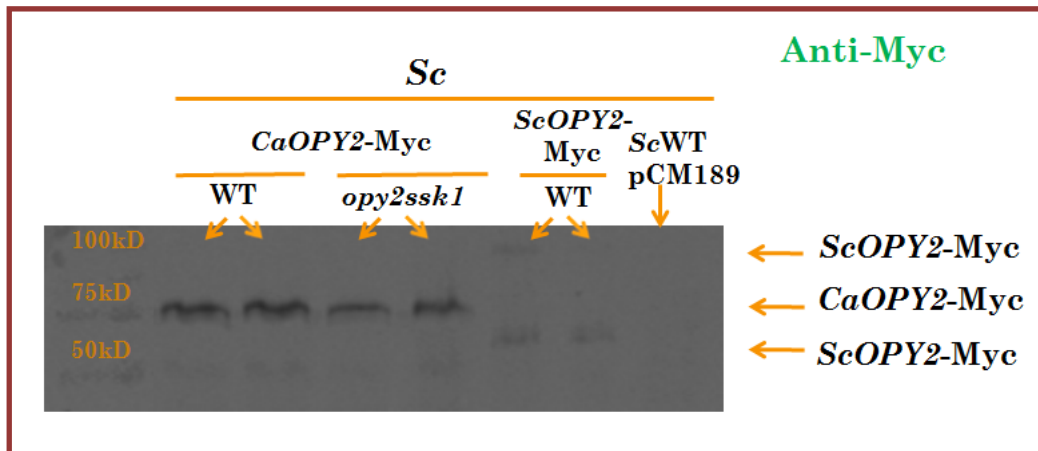 Anti-Myc
Sc
CaOPY2-Myc
ScOPY2-
Myc
ScWT
pCM189
WT
opy2ssk1
WT
100kD
75kD
50kD
ScOPY2-Myc
CaOPY2-Myc
ScOPY2-Myc